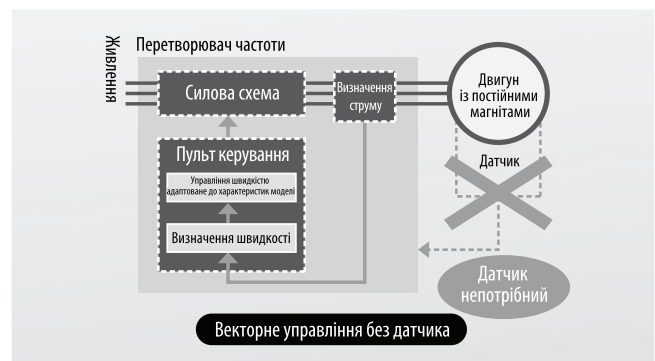 Живлення
Перетворювач частоти
Силова схема
Визначення
струму
Двигун
із постійними
магнітами
Пульт керування
Управління швидкістю
адаптоване до характеристик моделі
Визначення швидкості
Датчик
Датчик
непотрібний
Векторне управління без датчика